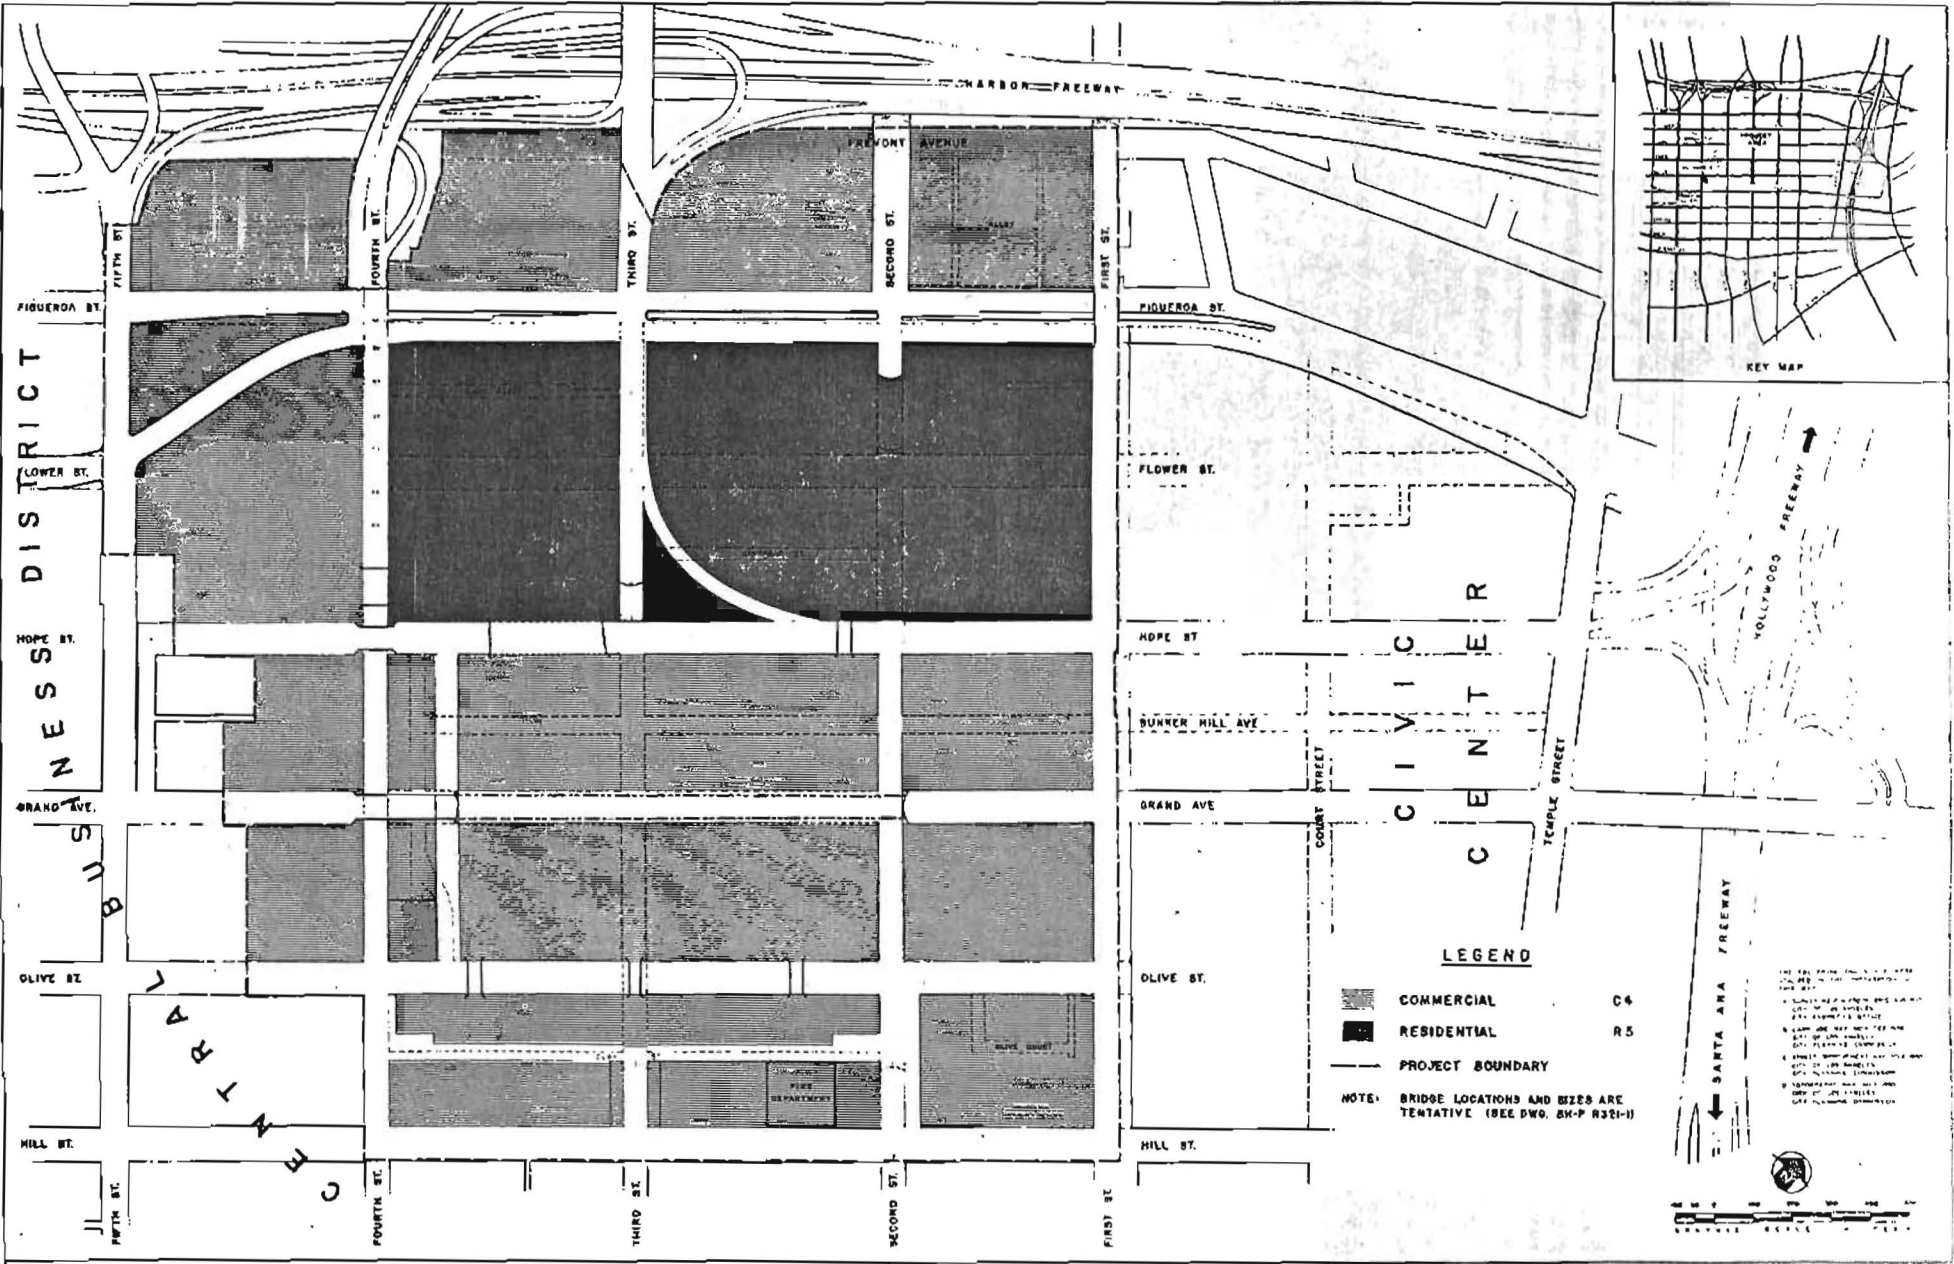 HARBOR FREEWAY
FREMONT AVENUE
ALLEY
FIFTH ST.
FOURTH ST.
THIRD ST.
SECOND ST.
FIRST ST.
KEY MAP
FIGUEROA ST.
FIGUEROA ST.
FLOWER ST.
FLOWER ST.
HOLLYWOOD FREEWAY
HOPE ST.
HOPE ST
BUNKER HILL AVE
GRAND AVE.
GRAND AVE
COURT STREET
TEMPLE STREET
CIVIC
CENTER
CENTRAL BUSINESS DISTRICT
SANTA ANA FREEWAY
OLIVE ST.
OLIVE ST.
OLIVE COURT
FIRE
DEPARTMENT
HILL ST.
HILL ST.
FIFTH ST.
FOURTH ST.
THIRD ST.
SECOND ST.
FIRST ST.
LEGEND
COMMERCIAL C4
RESIDENTIAL R5
PROJECT BOUNDARY
NOTE: BRIDGE LOCATIONS AND SIZES ARE
TENTATIVE (SEE DWG. BH-P R321-1)
GRAPHIC SCALE FEET